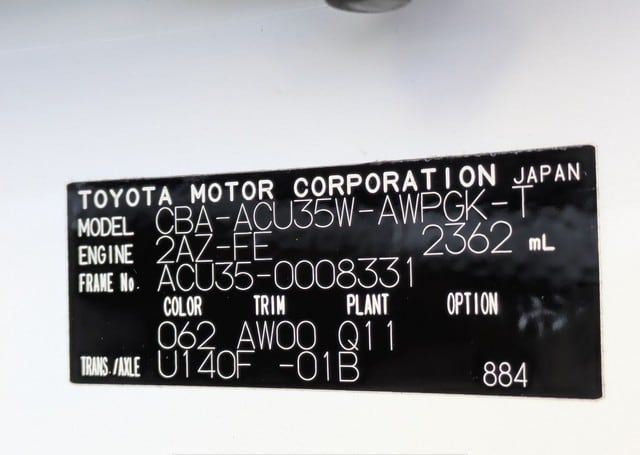 TOYOTA MOTOR CORPORATION JAPAN
MODEL CBA-ACU35W-AWPGK-T
ENGINE 2AZ-FE 2362 mL
FRAME No. ACU35-0008331
COLOR TRIM PLANT OPTION
062 AW00 Q11
TRANS./AXLE U140F -01B 884